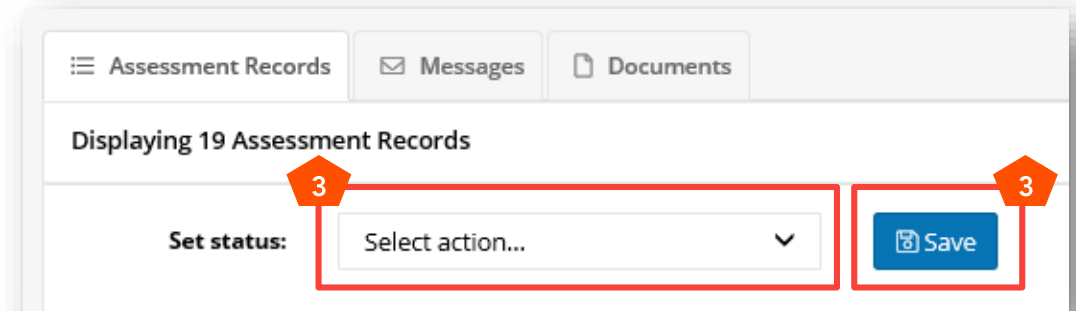 Assessment Records Messages Documents
Displaying 19 Assessment Records
3 3
Set status: Select action... Save